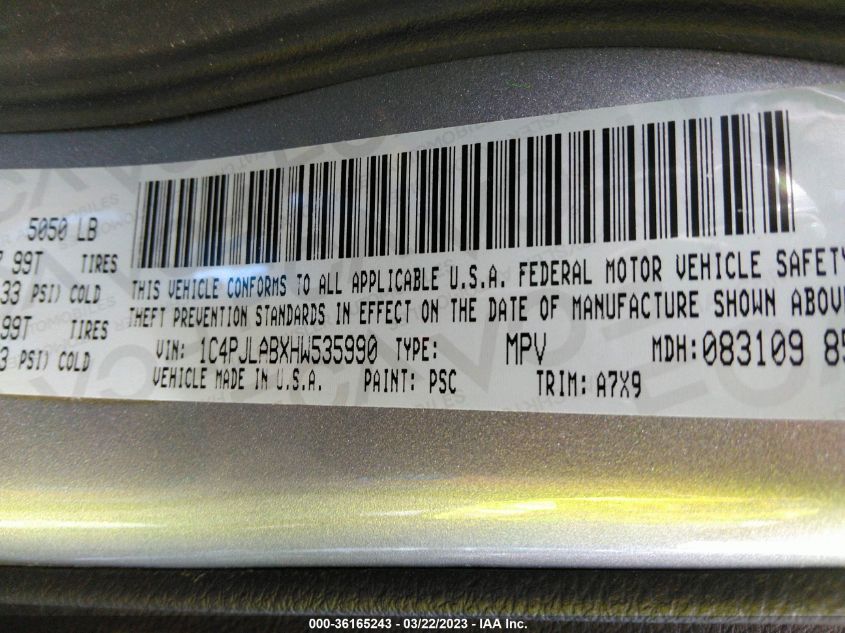 5050 LB
99T TIRES
33 PSI) COLD
99T TIRES
3 PSI) COLD
THIS VEHICLE CONFORMS TO ALL APPLICABLE U.S.A. FEDERAL MOTOR VEHICLE SAFETY
THEFT PREVENTION STANDARDS IN EFFECT ON THE DATE OF MANUFACTURE SHOWN ABOVE
VIN: 1C4PJLABXHW535990 TYPE: MPV MDH:083109 85
VEHICLE MADE IN U.S.A. PAINT: PSC TRIM: A7X9
000-36165243 - 03/22/2023 - IAA Inc.